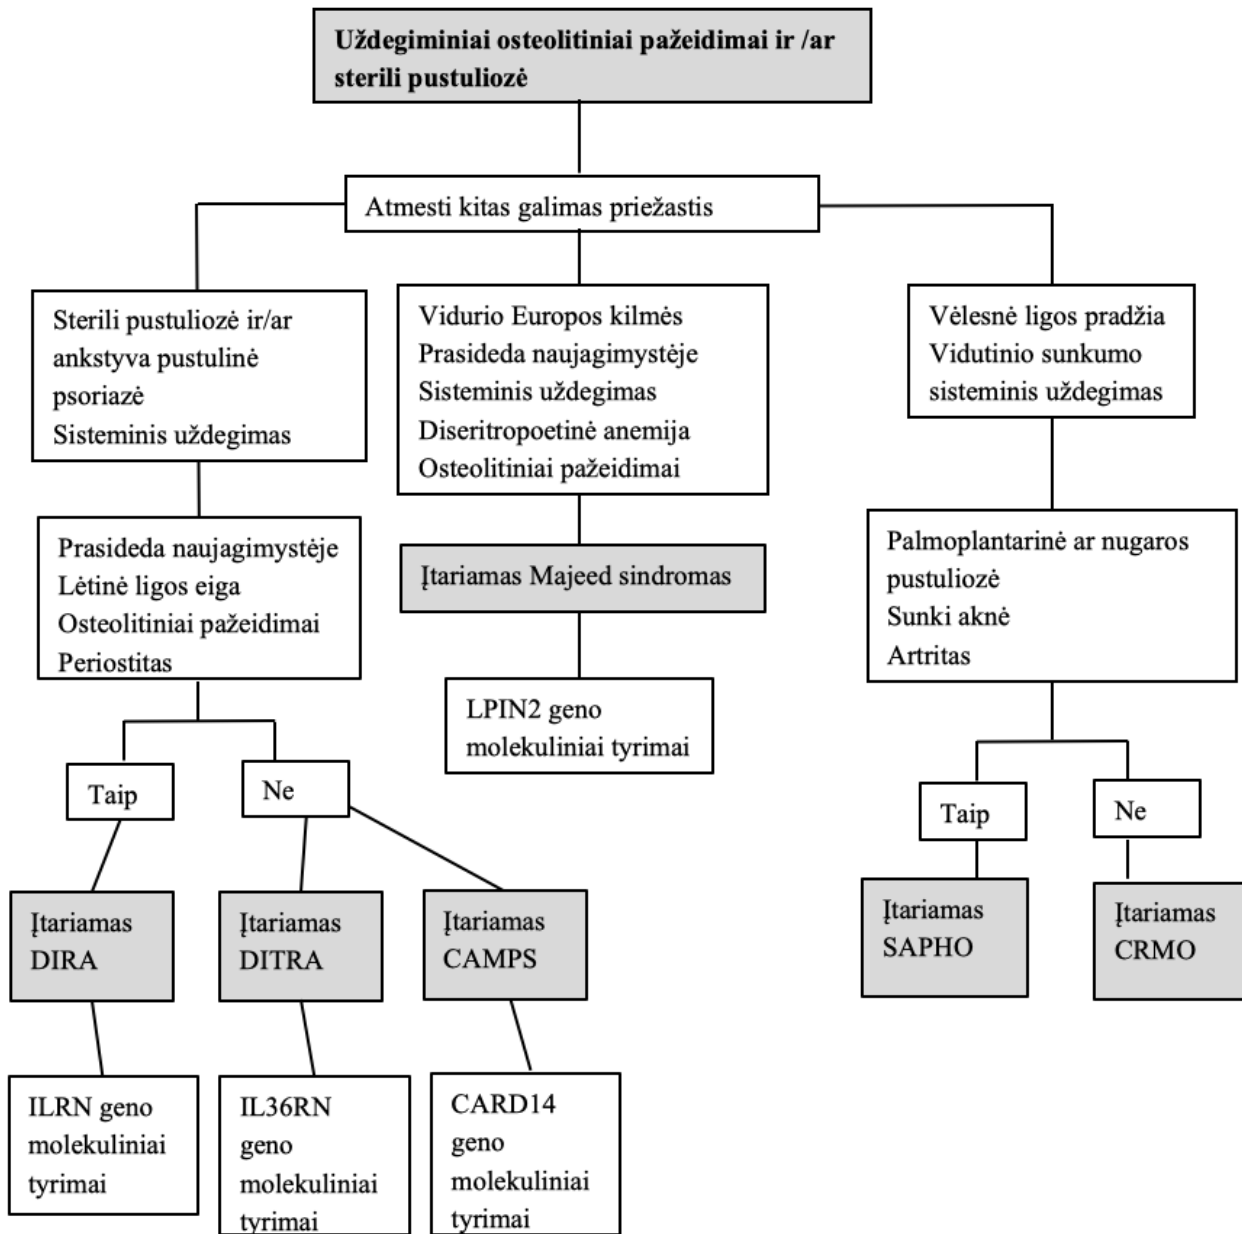 Uždegiminiai osteolitiniai pažeidimai ir /ar
sterili pustuliozė
Atmesti kitas galimas priežastis
Sterili pustuliozė ir/ar
ankstyva pustulinė
psoriazė
Sisteminis uždegimas
Vidurio Europos kilmės
Prasideda naujagimystėje
Sisteminis uždegimas
Diseritropoetinė anemija
Osteolitiniai pažeidimai
Vėlesnė ligos pradžia
Vidutinio sunkumo
sisteminis uždegimas
Prasideda naujagimystėje
Lėtinė ligos eiga
Osteolitiniai pažeidimai
Periostitas
Įtariamas Majeed sindromas
Palmoplantarinė ar nugaros
pustuliozė
Sunki aknė
Artritas
LPIN2 geno
molekuliniai tyrimai
Taip
Ne
Taip
Ne
Įtariamas
DIRA
Įtariamas
DITRA
Įtariamas
CAMPS
Įtariamas
SAPHO
Įtariamas
CRMO
ILRN geno
molekuliniai
tyrimai
IL36RN
geno
molekuliniai
tyrimai
CARD14
geno
molekuliniai
tyrimai